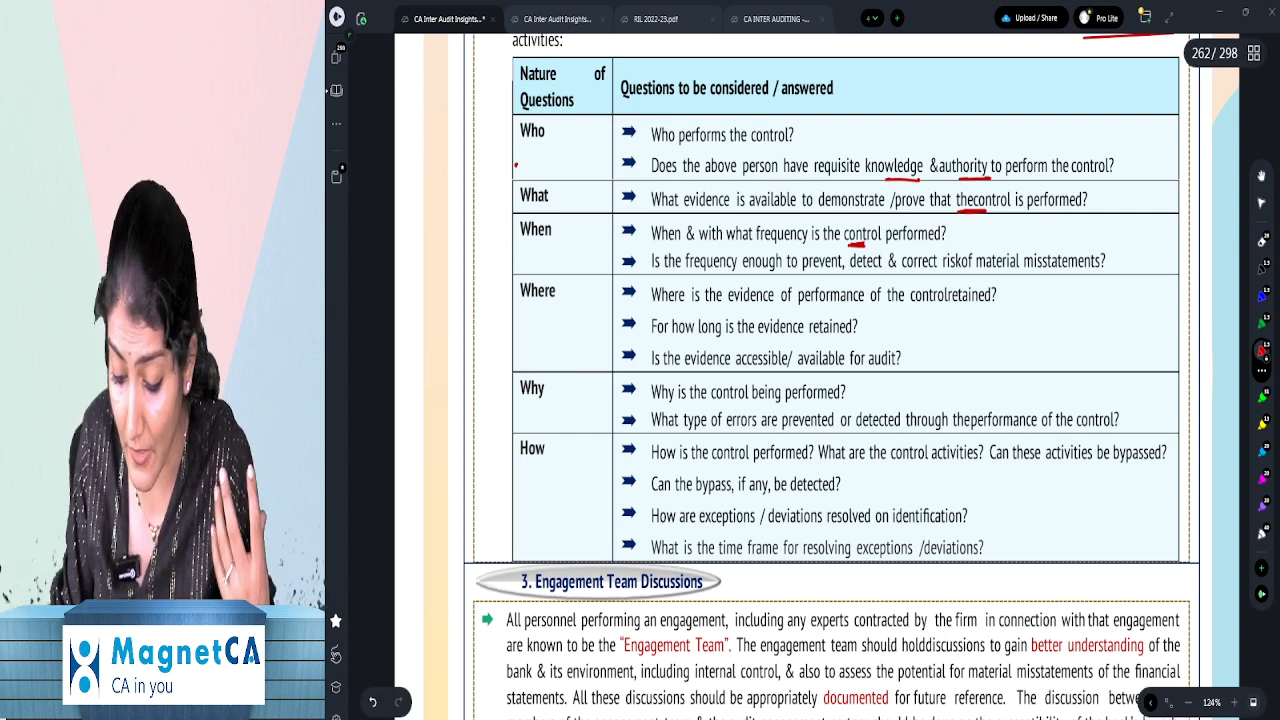 CA Inter Audit Insights...*
CA Inter Audit Insights...
RIL 2022-23.pdf
CA INTER AUDITING -...
4
Upload / Share
Pro Lite
298
262/ 298
activities:
Nature of Questions
Questions to be considered / answered
Who
Who performs the control?
Does the above person have requisite knowledge &authority to perform the control?
What
What evidence is available to demonstrate /prove that thecontrol is performed?
When
When & with what frequency is the control performed?
Is the frequency enough to prevent, detect & correct riskof material misstatements?
Where
Where is the evidence of performance of the controlretained?
For how long is the evidence retained?
Is the evidence accessible/ available for audit?
Why
Why is the control being performed?
What type of errors are prevented or detected through theperformance of the control?
How
How is the control performed? What are the control activities? Can these activities be bypassed?
Can the bypass, if any, be detected?
How are exceptions / deviations resolved on identification?
What is the time frame for resolving exceptions /deviations?
3. Engagement Team Discussions
All personnel performing an engagement, including any experts contracted by the firm in connection with that engagement
are known to be the “Engagement Team”. The engagement team should holddiscussions to gain better understanding of the
bank & its environment, including internal control, & also to assess the potential for material misstatements of the financial
statements. All these discussions should be appropriately documented for future reference. The discussion
MagnetCA
CA in you
124%